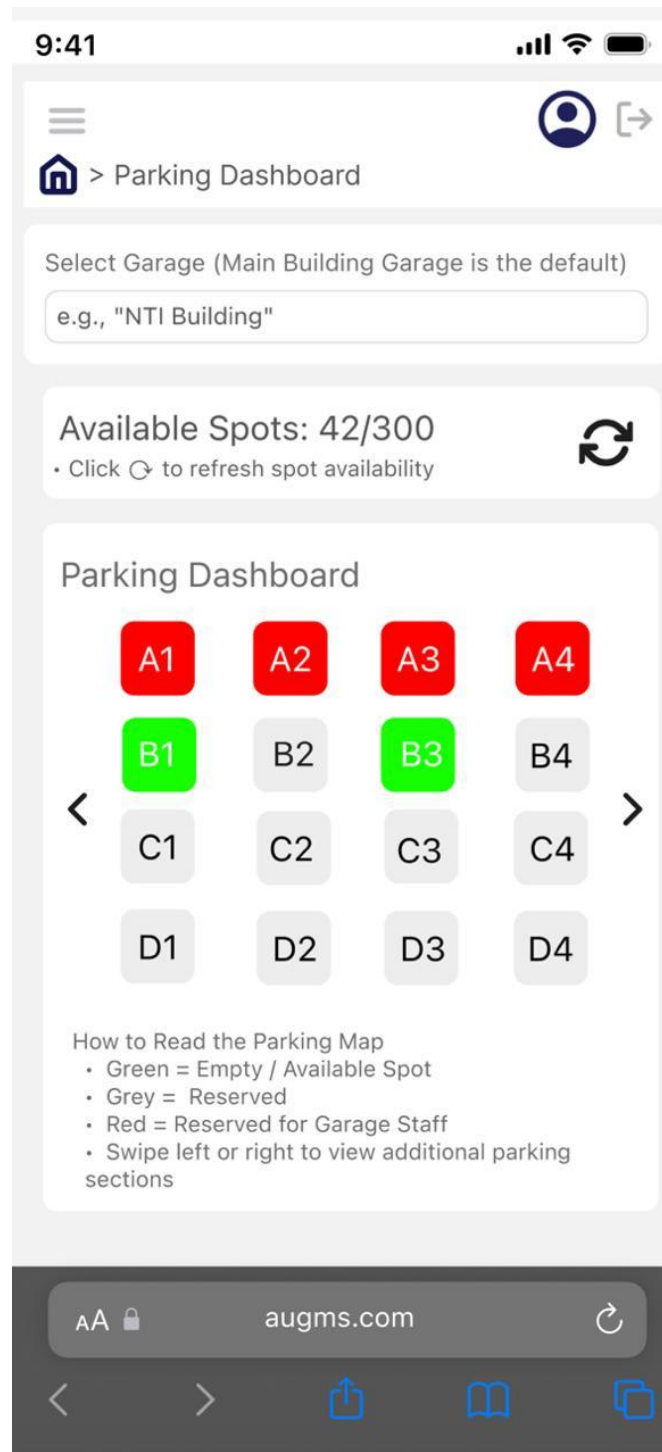 9:41
> Parking Dashboard
Select Garage (Main Building Garage is the default)
e.g., "NTI Building"
Available Spots: 42/300
• Click ⟳ to refresh spot availability
Parking Dashboard
A1 A2 A3 A4
B1 B2 B3 B4
C1 C2 C3 C4
D1 D2 D3 D4
How to Read the Parking Map
• Green = Empty / Available Spot
• Grey = Reserved
• Red = Reserved for Garage Staff
• Swipe left or right to view additional parking
sections
AA augms.com